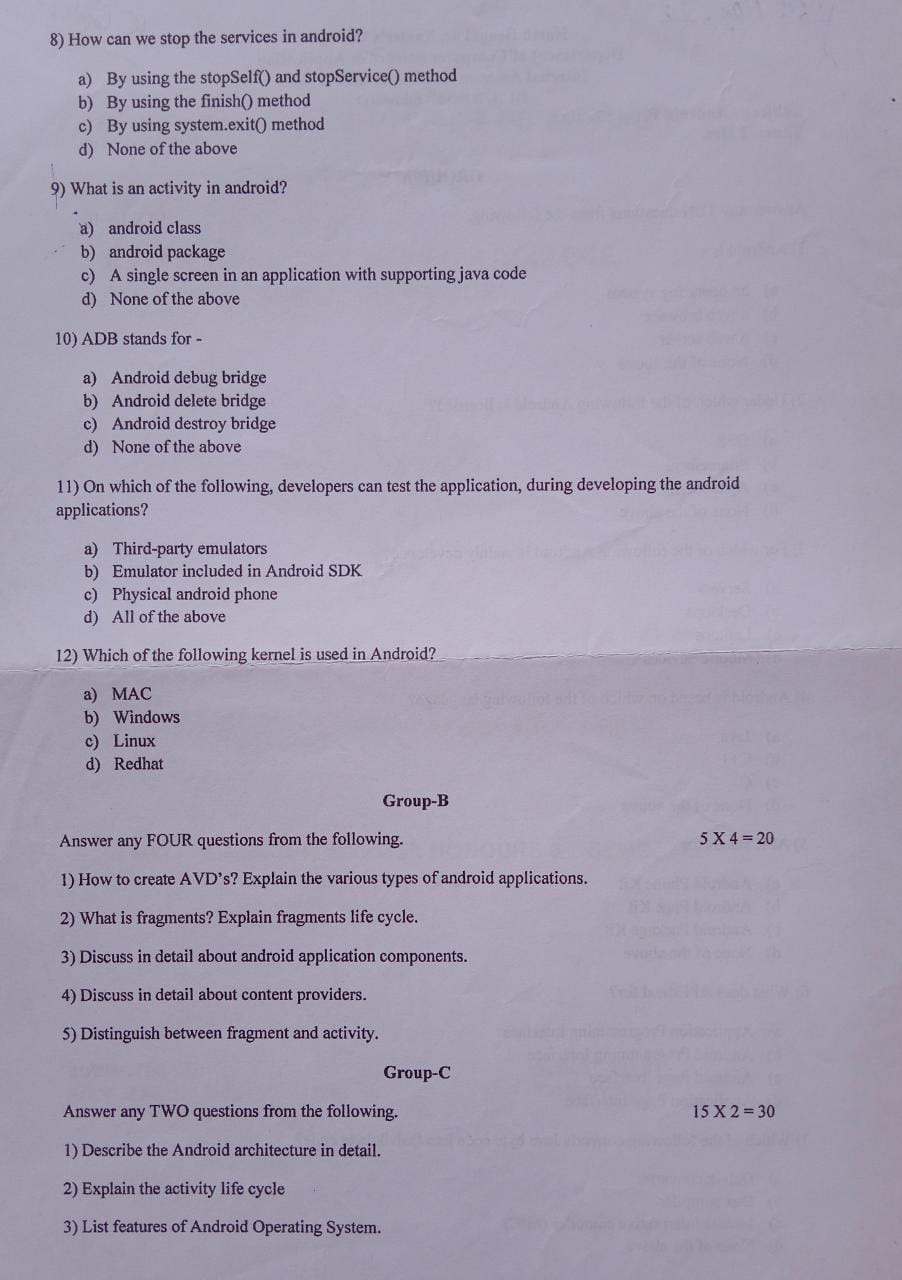 8) How can we stop the services in android?
a) By using the stopSelf() and stopService() method
b) By using the finish() method
c) By using system.exit() method
d) None of the above
9) What is an activity in android?
a) android class
b) android package
c) A single screen in an application with supporting java code
d) None of the above
10) ADB stands for -
a) Android debug bridge
b) Android delete bridge
c) Android destroy bridge
d) None of the above
11) On which of the following, developers can test the application, during developing the android
applications?
a) Third-party emulators
b) Emulator included in Android SDK
c) Physical android phone
d) All of the above
12) Which of the following kernel is used in Android?
a) MAC
b) Windows
c) Linux
d) Redhat
Group-B
Answer any FOUR questions from the following. 5 X 4 = 20
1) How to create AVD's? Explain the various types of android applications.
2) What is fragments? Explain fragments life cycle.
3) Discuss in detail about android application components.
4) Discuss in detail about content providers.
5) Distinguish between fragment and activity.
Group-C
Answer any TWO questions from the following. 15 X 2 = 30
1) Describe the Android architecture in detail.
2) Explain the activity life cycle
3) List features of Android Operating System.